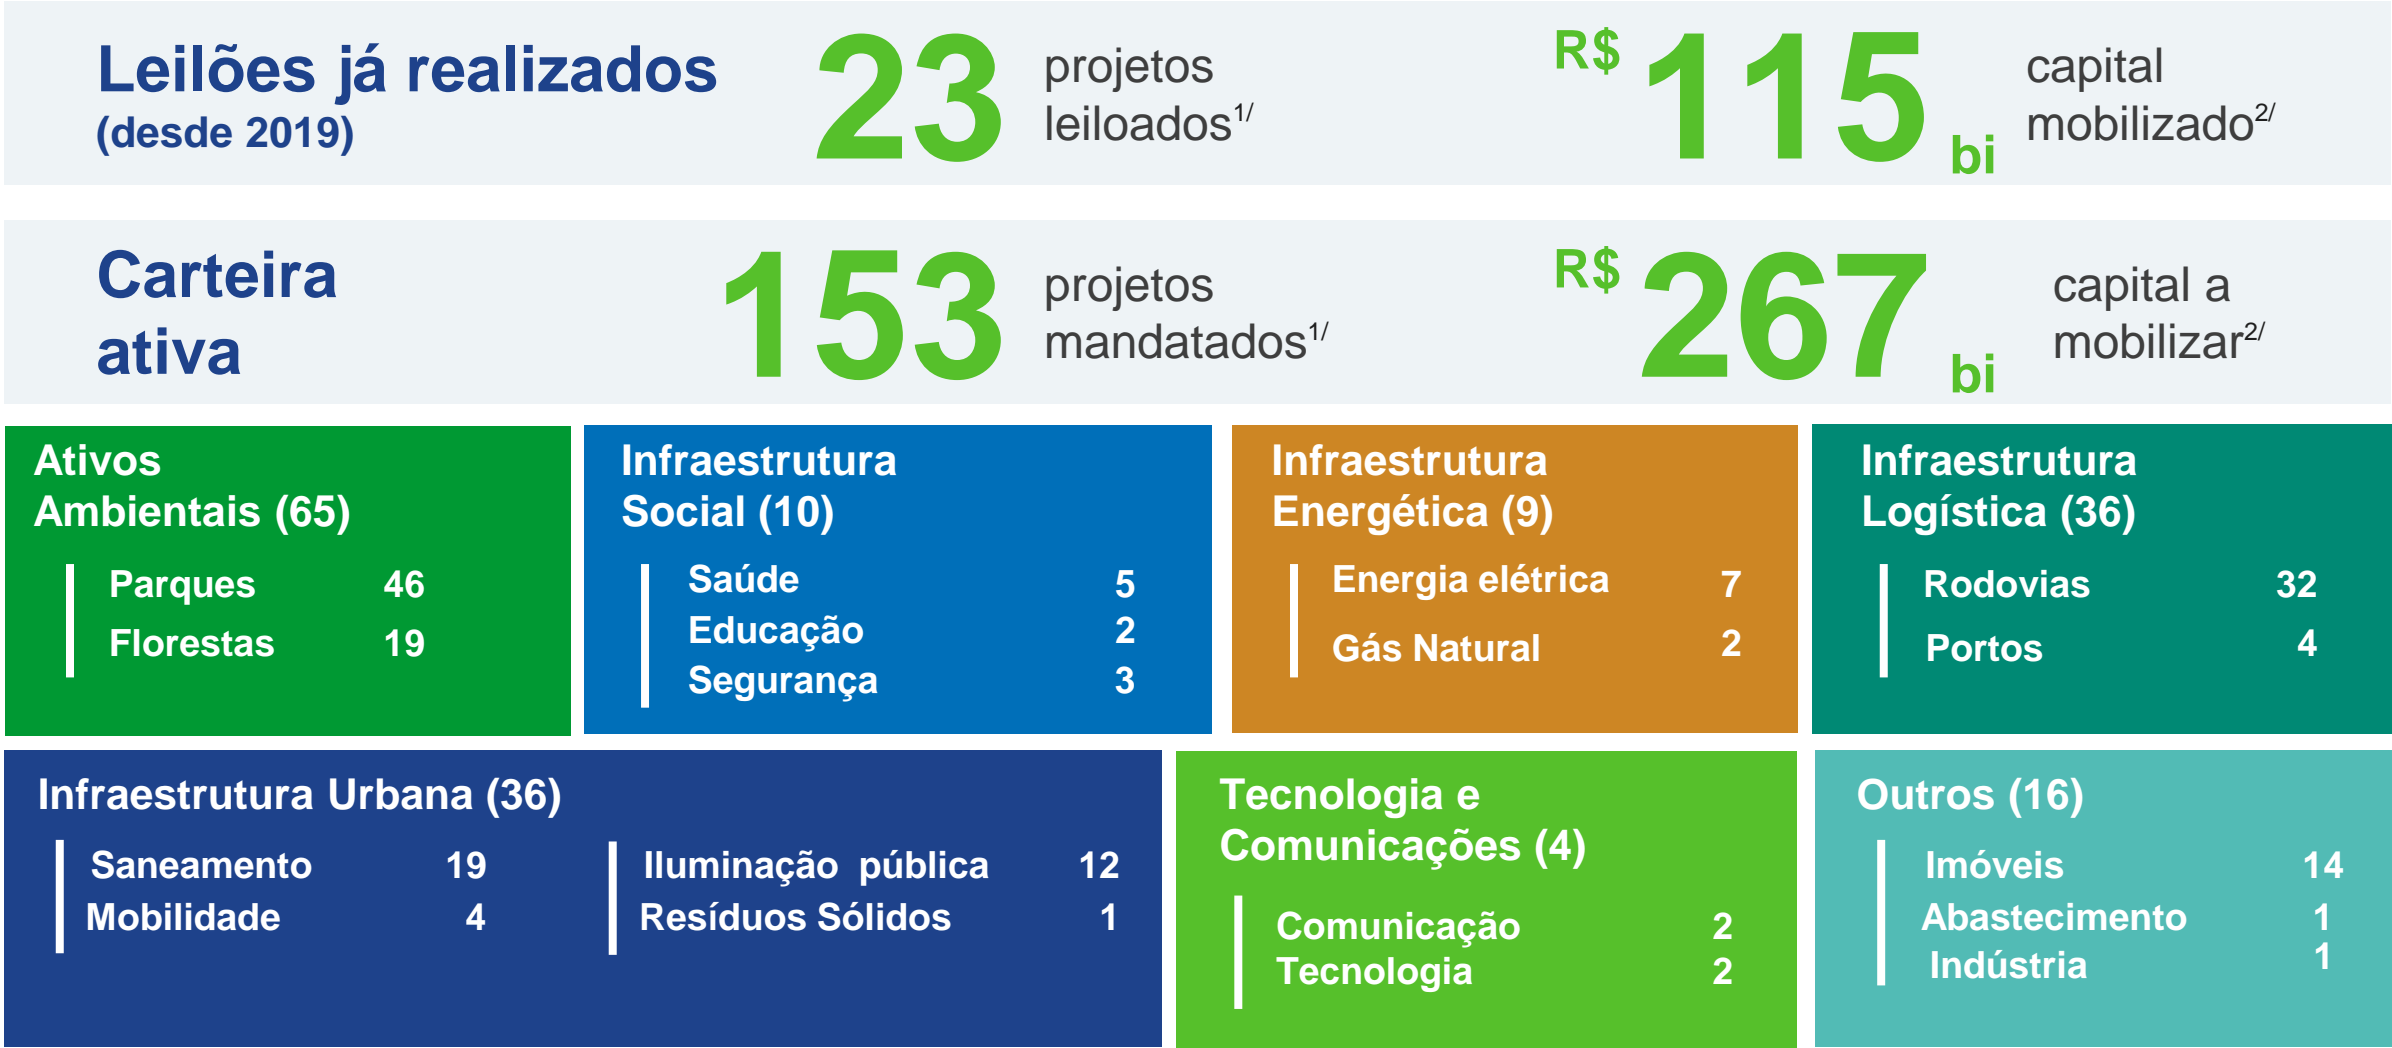 Leilões já realizados
(desde 2019)
23
projetos
leiloados1/
R$ 115 bi
capital
mobilizado2/
Carteira
ativa
153
projetos
mandatados1/
R$ 267 bi
capital a
mobilizar2/
Ativos
Ambientais (65)
Parques 46
Florestas 19
Infraestrutura
Social (10)
Saúde 5
Educação 2
Segurança 3
Infraestrutura
Energética (9)
Energia elétrica 7
Gás Natural 2
Infraestrutura
Logística (36)
Rodovias 32
Portos 4
Infraestrutura Urbana (36)
Saneamento 19
Mobilidade 4
Iluminação pública 12
Resíduos Sólidos 1
Tecnologia e
Comunicações (4)
Comunicação 2
Tecnologia 2
Outros (16)
Imóveis 14
Abastecimento 1
Indústria 1